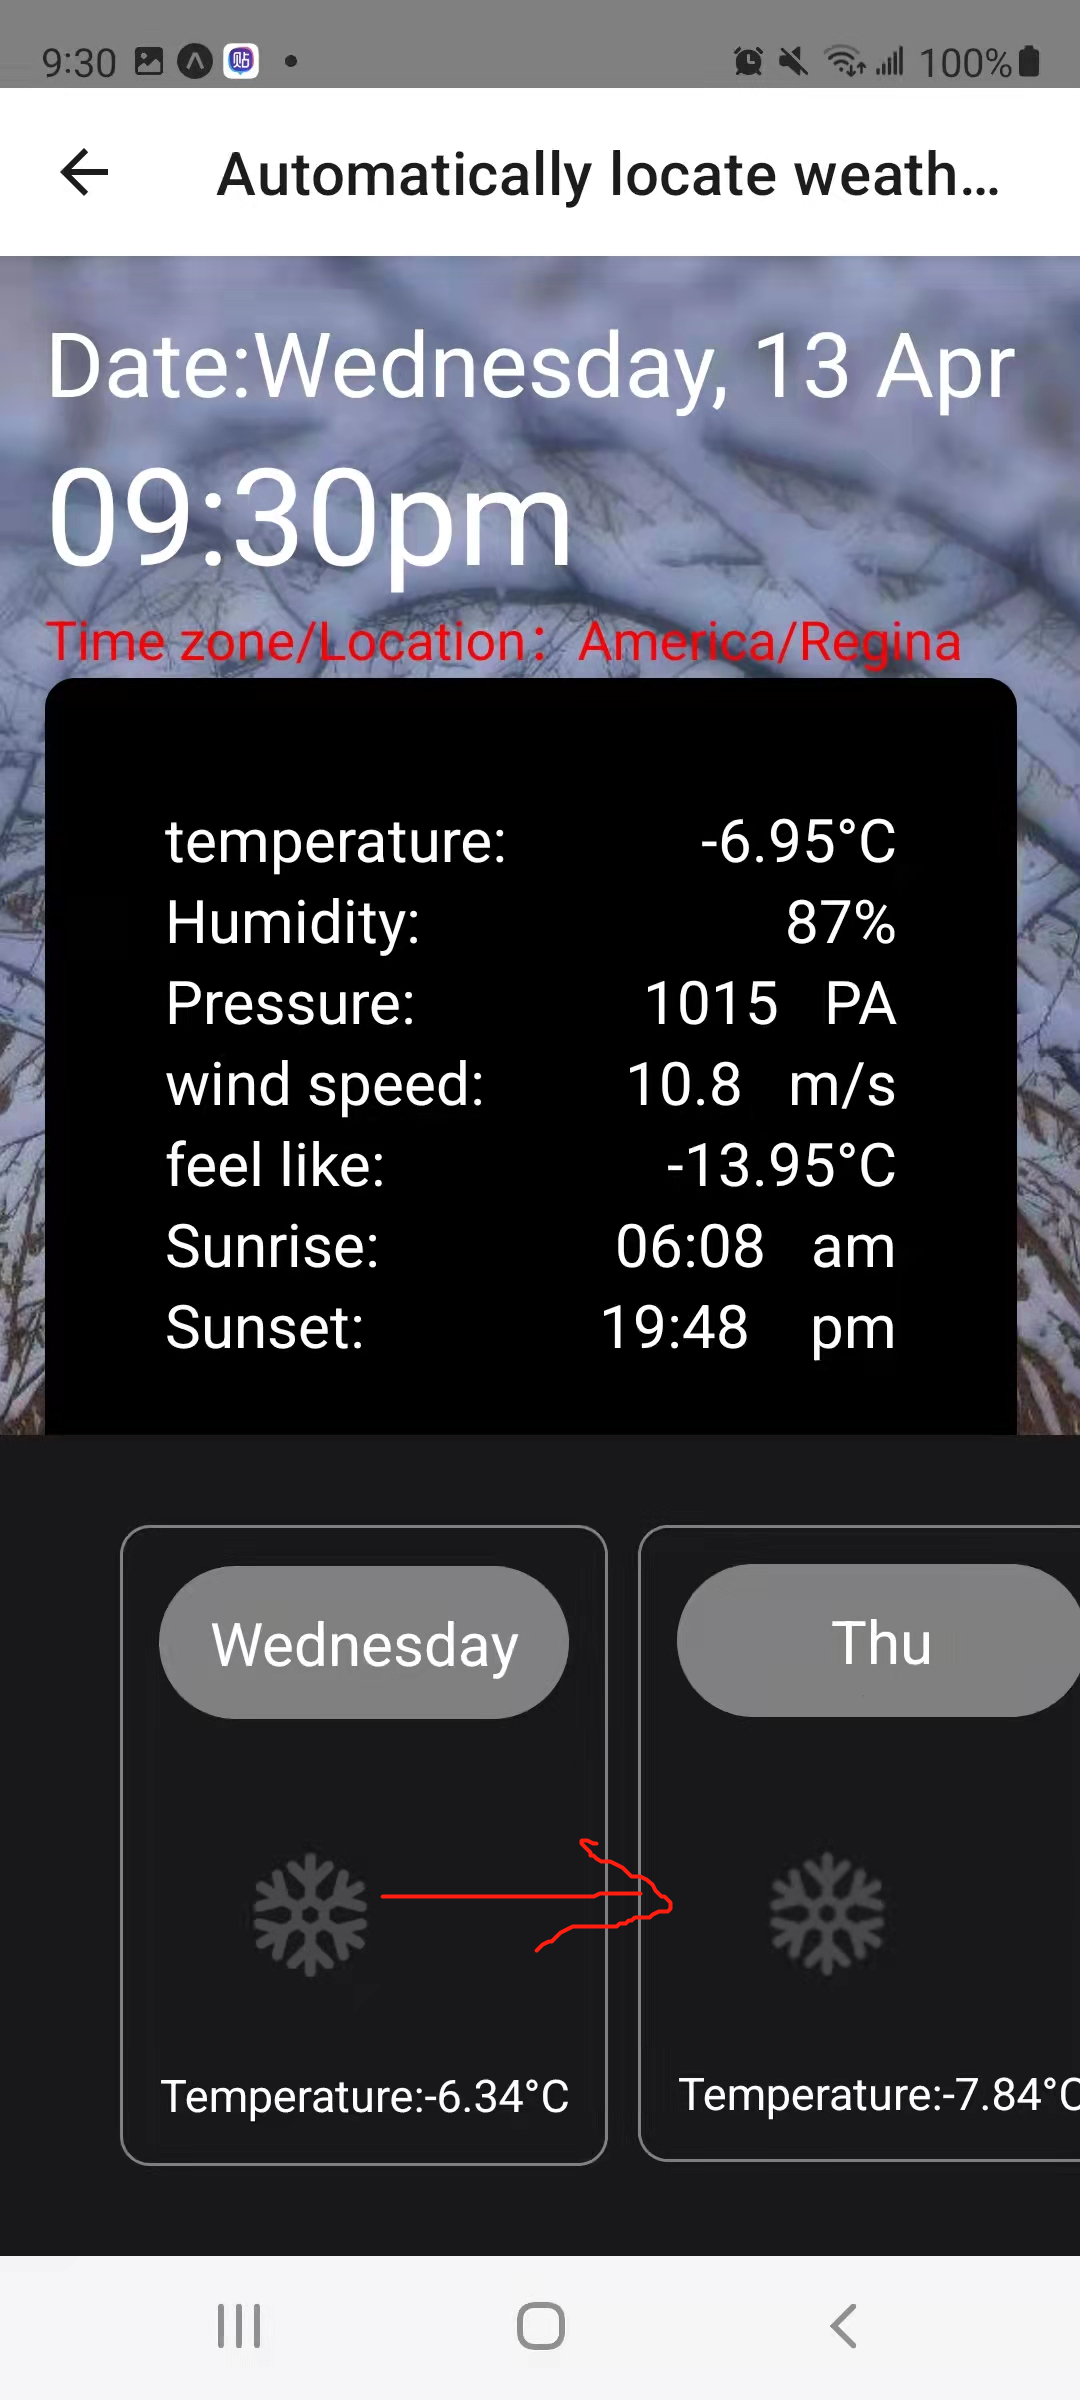 9:30 贴 100%
Automatically locate weath...
Date:Wednesday, 13 Apr
09:30pm
Time zone/Location：America/Regina
temperature: -6.95°C
Humidity: 87%
Pressure: 1015 PA
wind speed: 10.8 m/s
feel like: -13.95°C
Sunrise: 06:08 am
Sunset: 19:48 pm
Wednesday Thu
Temperature:-6.34°C Temperature:-7.84°C